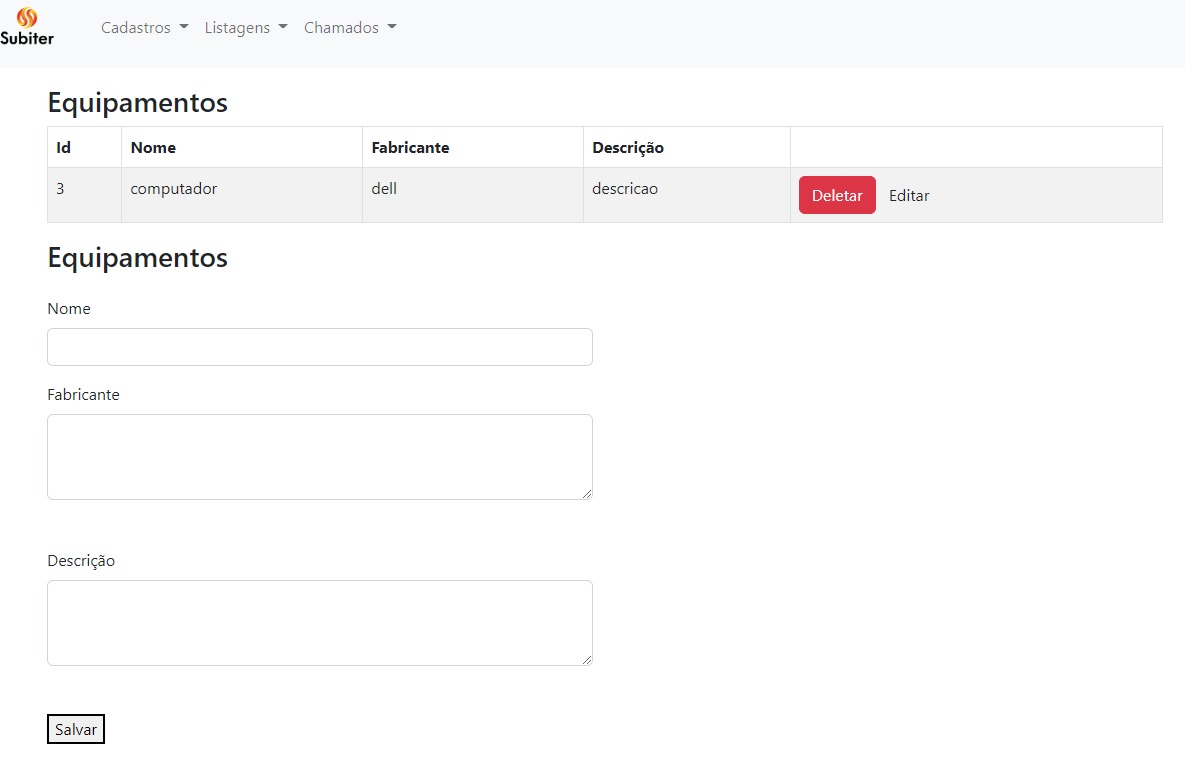 Subiter
Cadastros Listagens Chamados
Equipamentos
Id Nome Fabricante Descrição
3 computador dell descricao Deletar Editar
Equipamentos
Nome
Fabricante
Descrição
Salvar